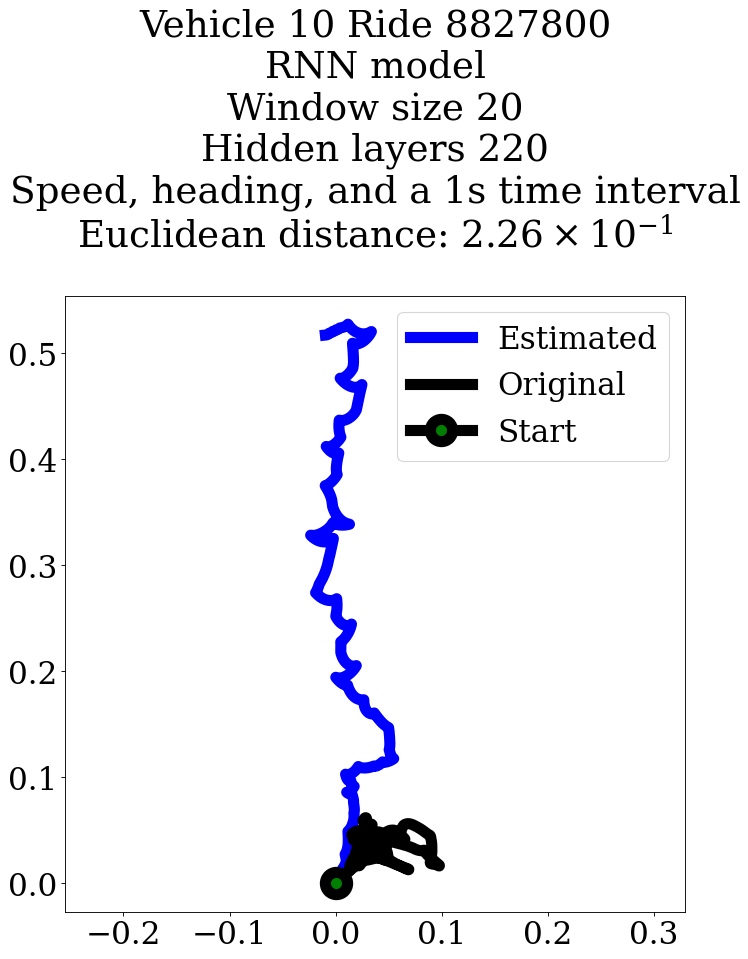 Vehicle 10 Ride 8827800
RNN model
Window size 20
Hidden layers 220
Speed, heading, and a 1s time interval
Euclidean distance: 2.26 × 10⁻¹
Estimated
Original
Start
0.5
0.4
0.3
0.2
0.1
0.0
−0.2 −0.1 0.0 0.1 0.2 0.3